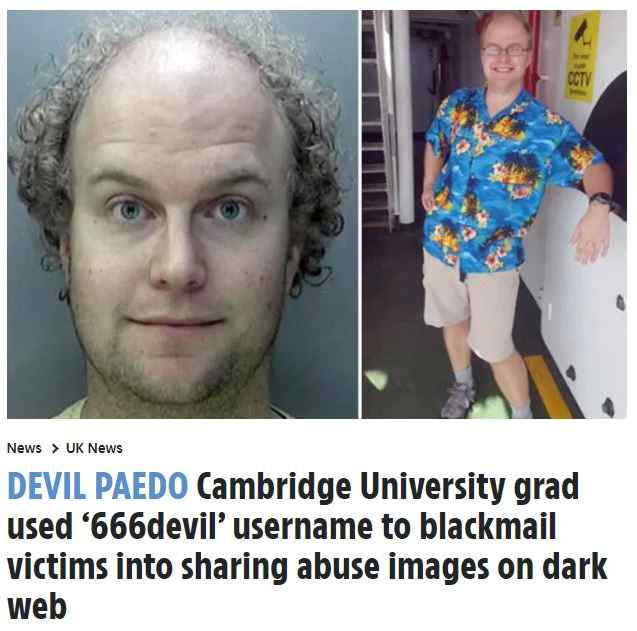 CCTV
News > UK News
DEVIL PAEDO Cambridge University grad
used ‘666devil’ username to blackmail
victims into sharing abuse images on dark
web